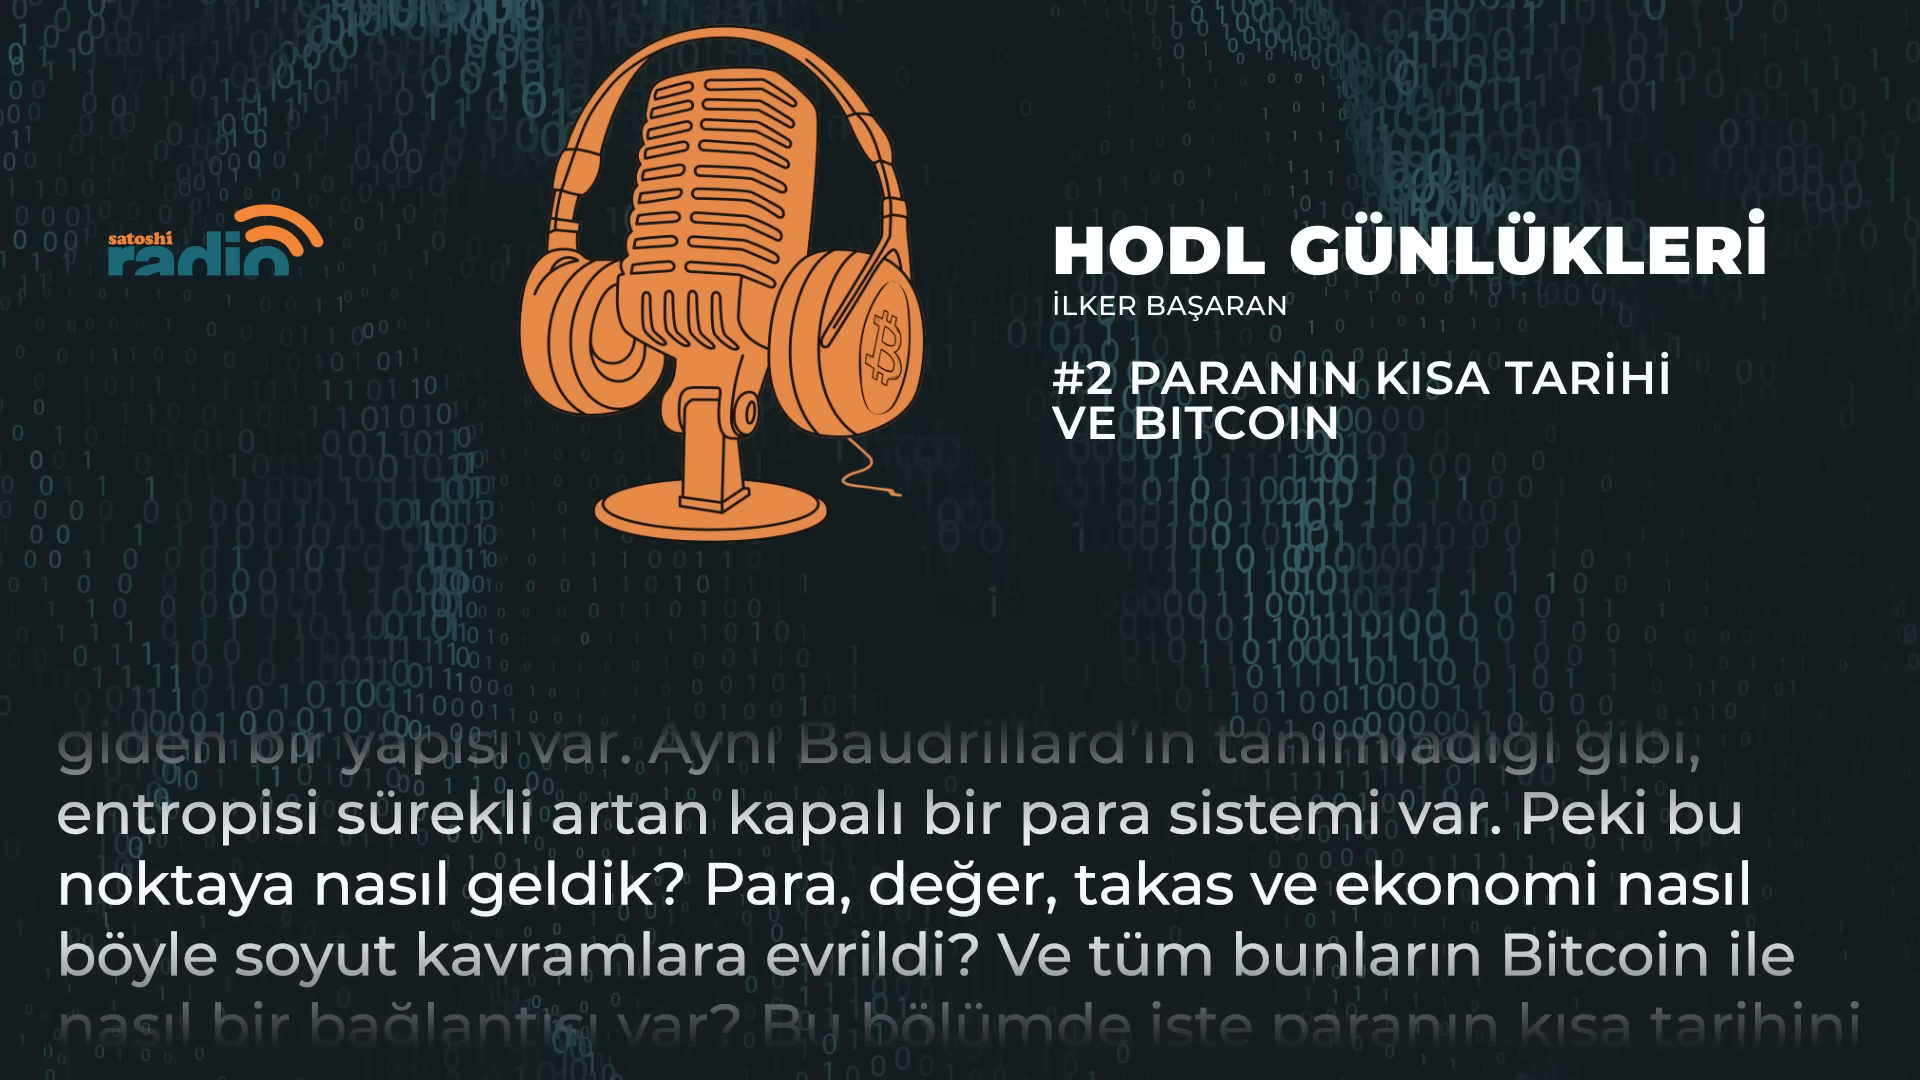 satoshi
radio
HODL GÜNLÜKLERİ
İLKER BAŞARAN
#2 PARANIN KISA TARİHİ
VE BITCOIN
giden bir yapısı var. Aynı Baudrillard’ın tanımladığı gibi,
entropisi sürekli artan kapalı bir para sistemi var. Peki bu
noktaya nasıl geldik? Para, değer, takas ve ekonomi nasıl
böyle soyut kavramlara evrildi? Ve tüm bunların Bitcoin ile
nasıl bir bağlantısı var? Bu bölümde işte paranın kısa tarihini